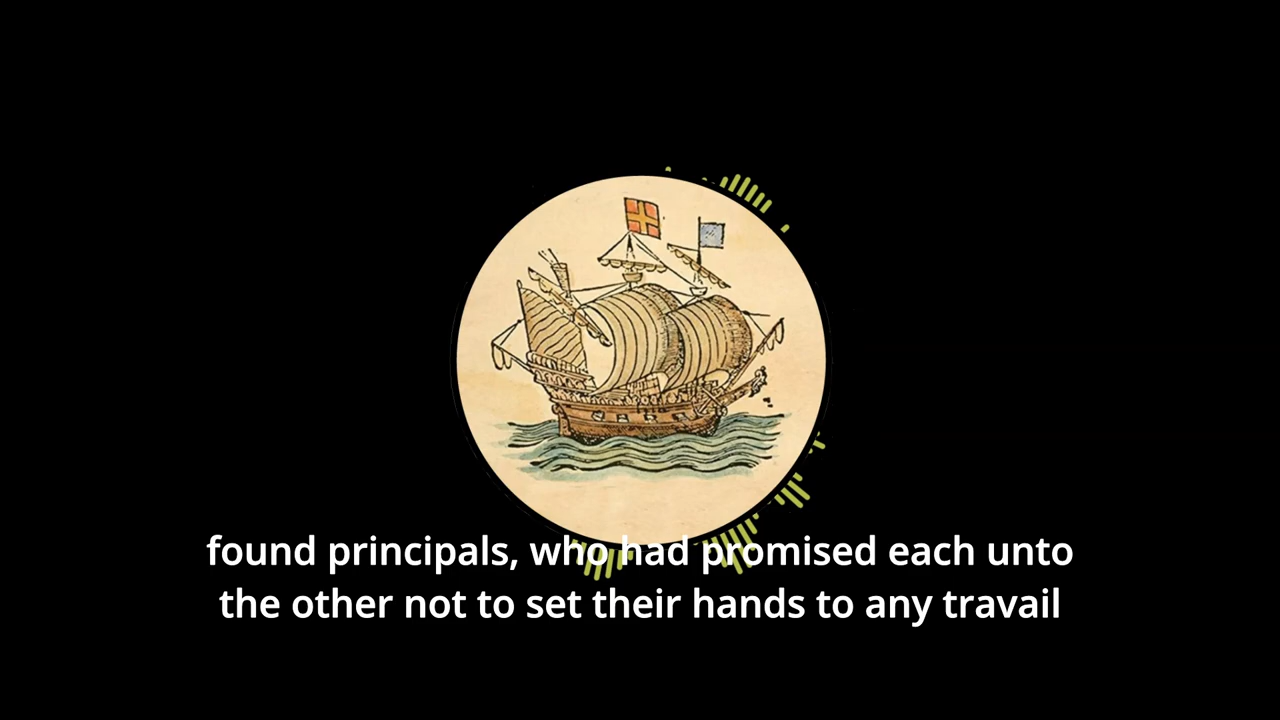 found principals, who had promised each unto
the other not to set their hands to any travail